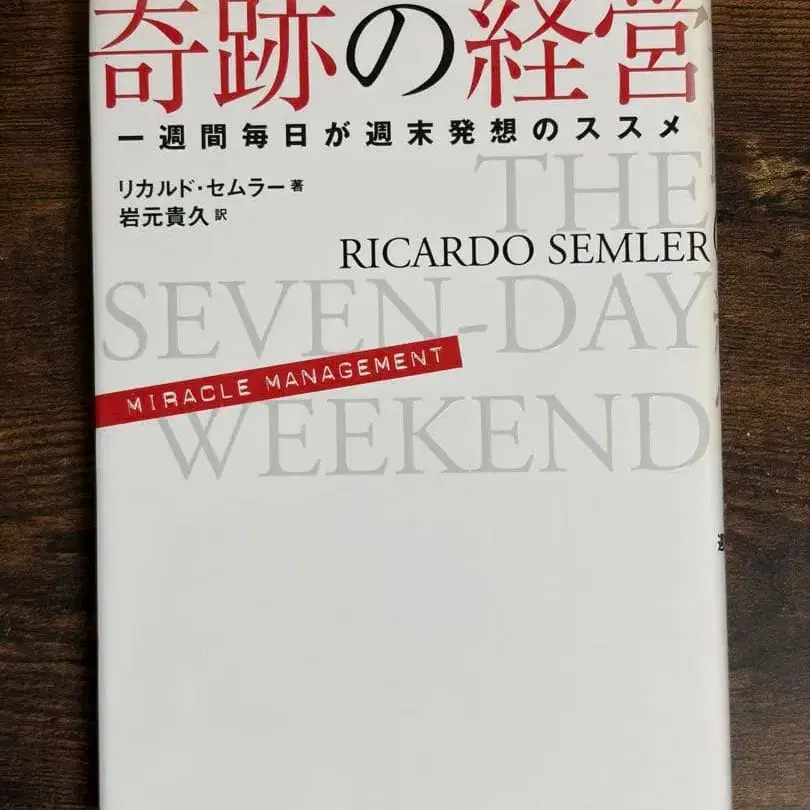 奇跡の経営
一週間毎日が週末発想のススメ
リカルド・セムラー 著
岩元貴久 訳
THE
RICARDO SEMLER
SEVEN-DAY
MIRACLE MANAGEMENT
WEEKEND